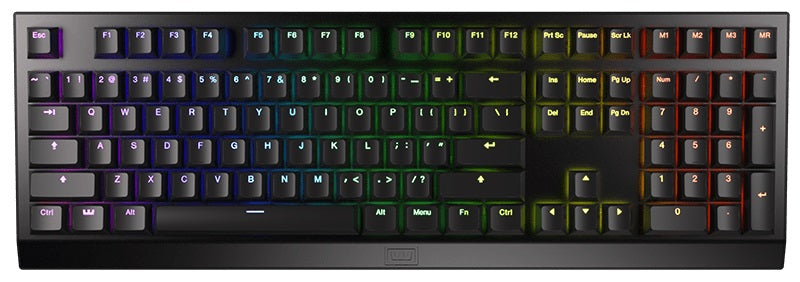 Esc F1 F2 F3 F4 F5 F6 F7 F8 F9 F10 F11 F12 Prt Sc Pause Scr Lk M1 M2 M3 MR
~ ` 1 ! 2 @ 3 # 4 $ 5 % 6 ^ 7 & 8 * 9 ( 0 ) - _ = + Ins Home Pg Up Num / * -
Q W E R T Y U I O P [ { ] } \ | Del End Pg Dn 7 8 9 +
A S D F G H J K L ; : ' " 4 5 6
Z X C V B N M , < . > / ? 1 2 3
Ctrl Alt Alt Menu Fn Ctrl 0 .